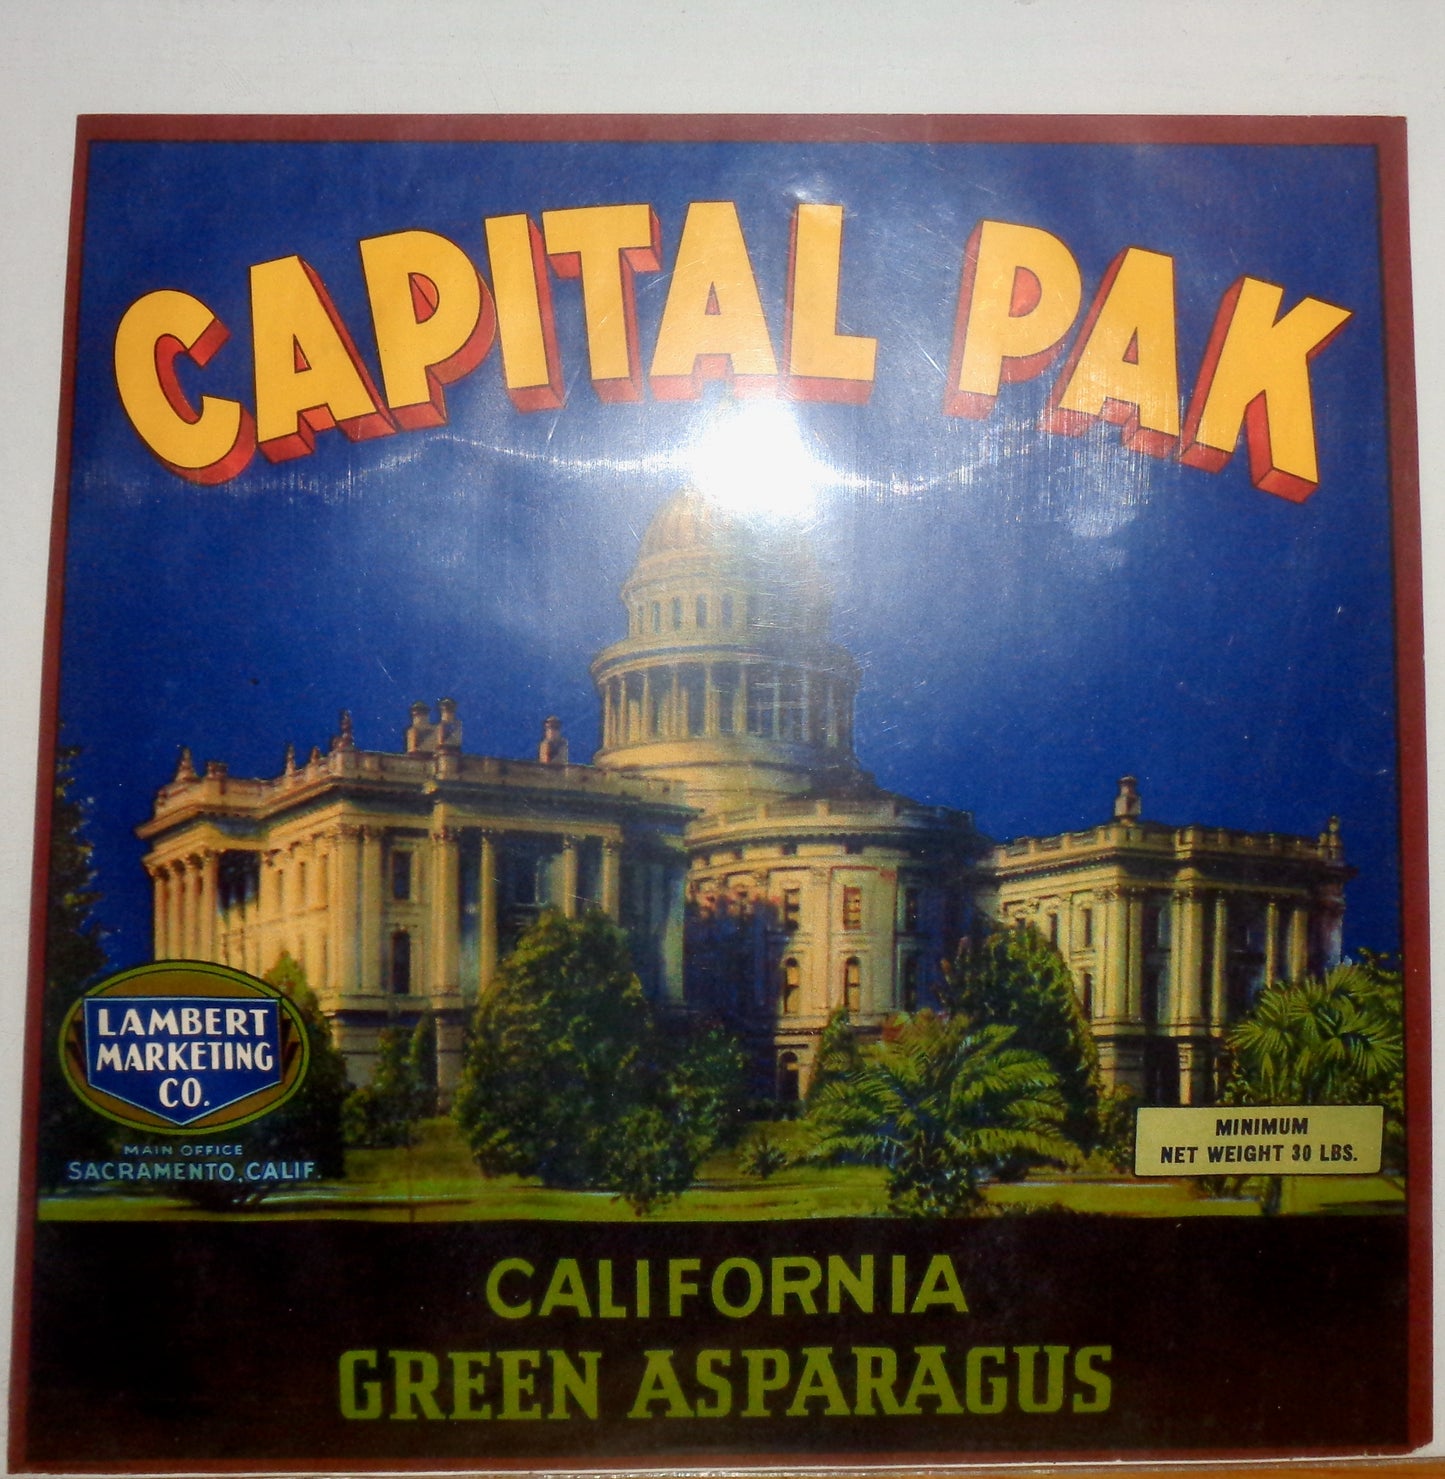 CAPITAL PAK
LAMBERT
MARKETING
CO.
MAIN OFFICE
SACRAMENTO, CALIF.
MINIMUM
NET WEIGHT 30 LBS.
CALIFORNIA
GREEN ASPARAGUS